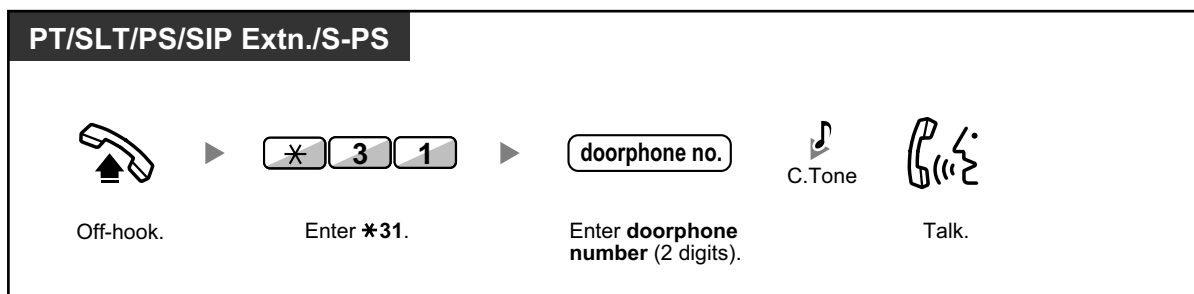 PT/SLT/PS/SIP Extn./S-PS
✱ 3 1
doorphone no.
C.Tone
Off-hook.
Enter ✱31.
Enter doorphone
number (2 digits).
Talk.